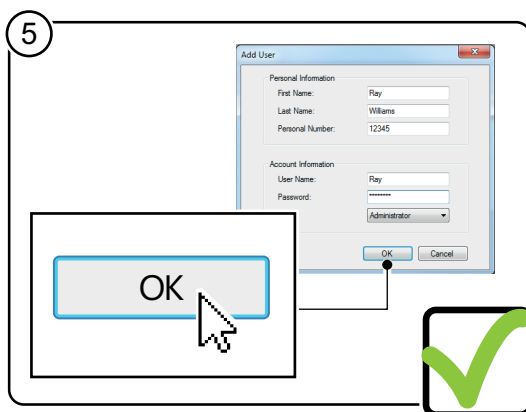 5
Add User
Personal Information
First Name: Ray
Last Name: Williams
Personal Number: 12345
Account Information
User Name: Ray
Password: ********
Administrator
OK Cancel
OK